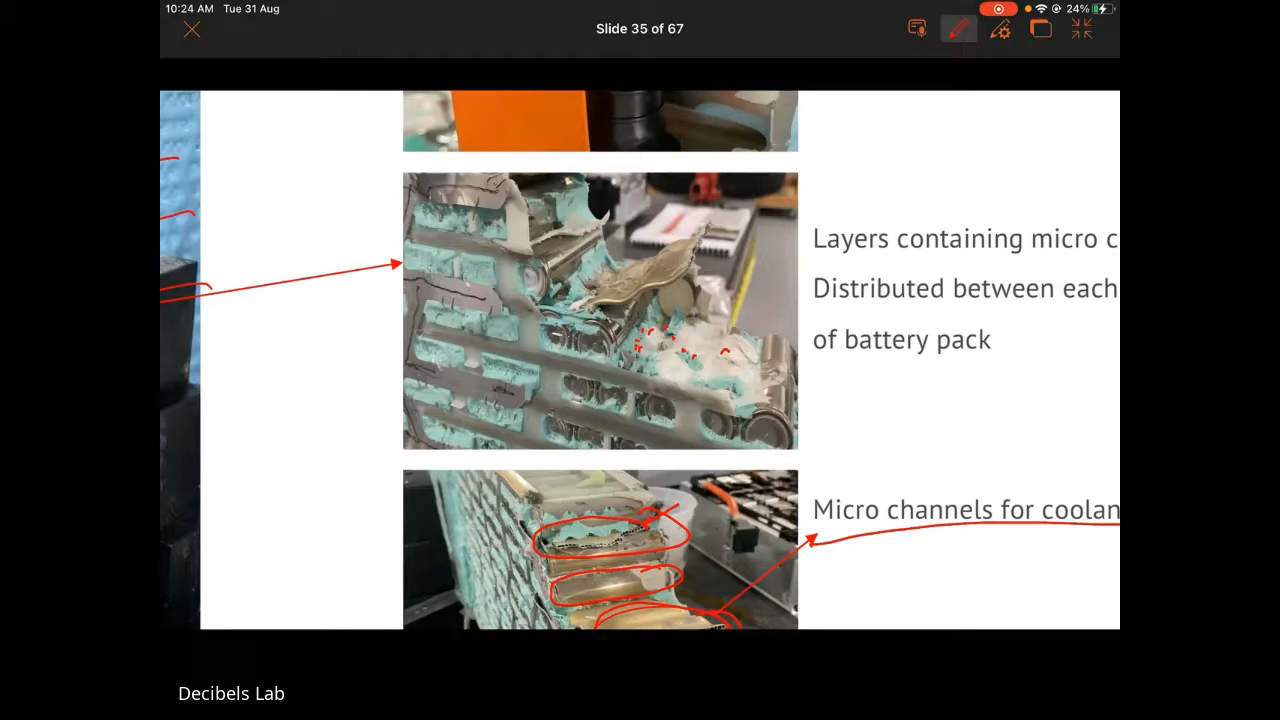 10:24 AM Tue 31 Aug
24%
Slide 35 of 67
Layers containing micro c
Distributed between each
of battery pack
Micro channels for coolan
Decibels Lab